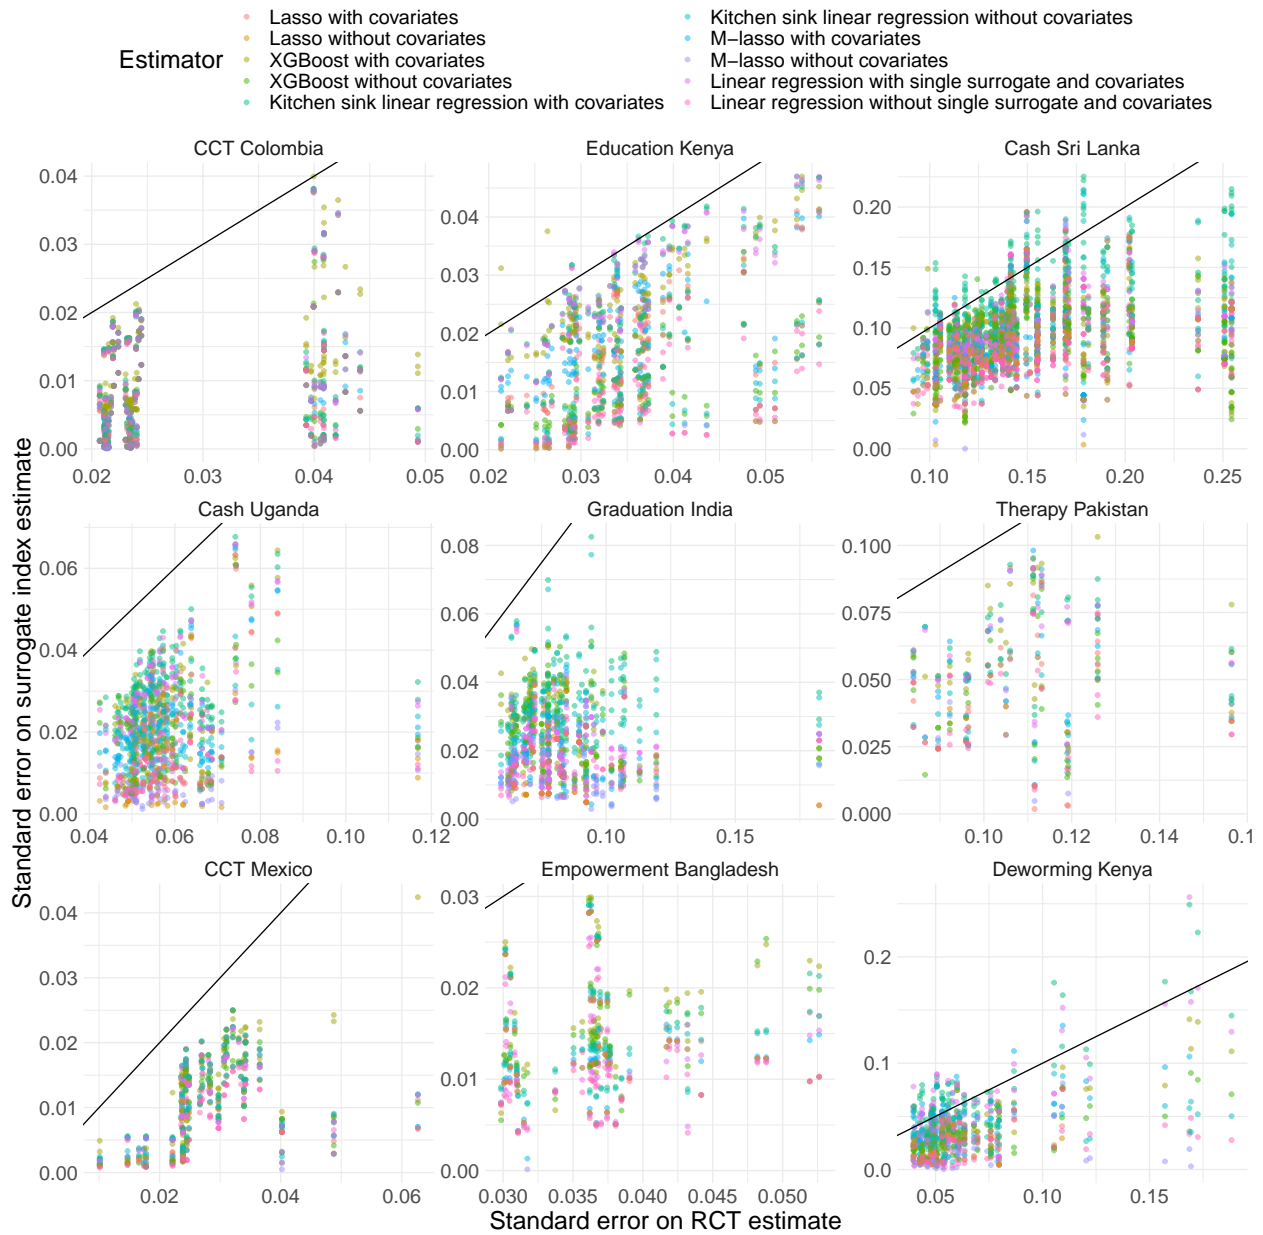 Estimator
Lasso with covariates
Lasso without covariates
XGBoost with covariates
XGBoost without covariates
Kitchen sink linear regression with covariates
Kitchen sink linear regression without covariates
M−lasso with covariates
M−lasso without covariates
Linear regression with single surrogate and covariates
Linear regression without single surrogate and covariates
Standard error on surrogate index estimate
CCT Colombia
0.04
0.03
0.02
0.01
0.00
0.02 0.03 0.04 0.05
Education Kenya
0.04
0.03
0.02
0.01
0.00
0.02 0.03 0.04 0.05
Cash Sri Lanka
0.20
0.15
0.10
0.05
0.00
0.10 0.15 0.20 0.25
Cash Uganda
0.06
0.04
0.02
0.00
0.04 0.06 0.08 0.10 0.12
Graduation India
0.08
0.06
0.04
0.02
0.00
0.10 0.15
Therapy Pakistan
0.100
0.075
0.050
0.025
0.000
0.10 0.12 0.14 0.1
CCT Mexico
0.04
0.03
0.02
0.01
0.00
0.02 0.04 0.06
Empowerment Bangladesh
0.03
0.02
0.01
0.00
0.030 0.035 0.040 0.045 0.050
Deworming Kenya
0.2
0.1
0.0
0.05 0.10 0.15
Standard error on RCT estimate